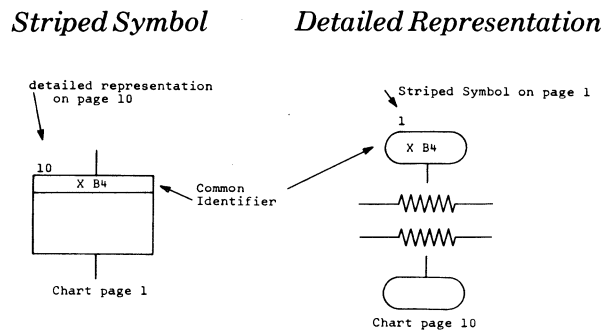 Striped Symbol
Detailed Representation
detailed representation
on page 10
10
X B4
Chart page 1
Common
Identifier
Striped Symbol on page 1
1
X B4
Chart page 10